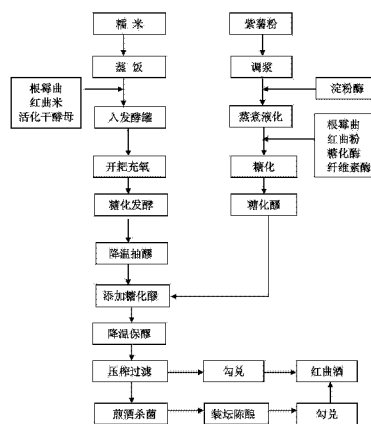 糯米
紫薯粉
蒸饭
调浆
根霉曲
红曲米
活化干酵母
淀粉酶
入发酵罐
蒸煮液化
根霉曲
红曲粉
糖化酶
纤维素酶
开耙充氧
糖化
糖化发酵
糖化醪
降温抽醪
添加糖化醪
降温保醪
压榨过滤
勾兑
红曲酒
煎酒杀菌
装坛陈酿
勾兑